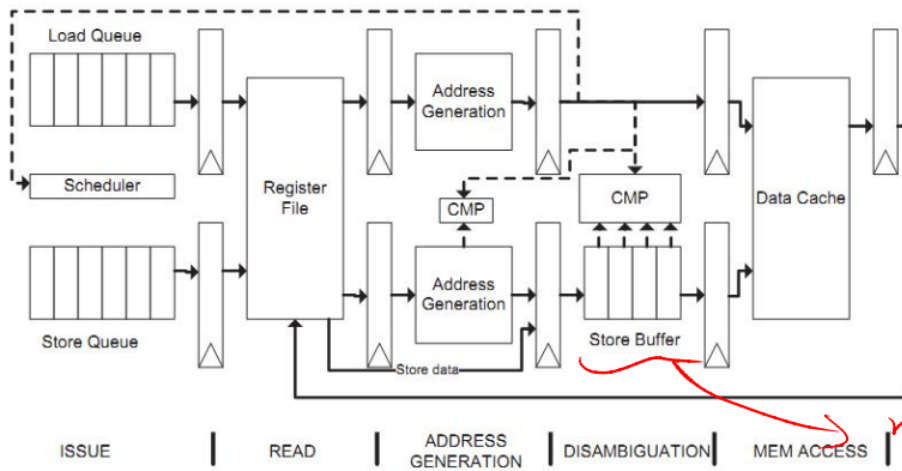 Load Queue
Address
Generation
Scheduler
Register
File
CMP
CMP
Data Cache
Address
Generation
Store Queue
Store Buffer
Store data
ISSUE
READ
ADDRESS
GENERATION
DISAMBIGUATION
MEM ACCESS